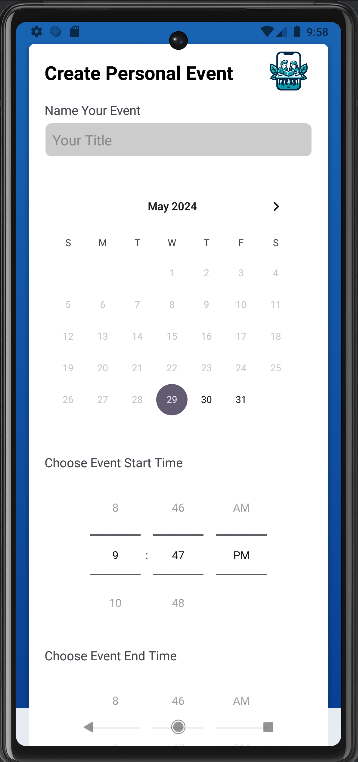 9:58
Create Personal Event
Name Your Event
Your Title
May 2024
S M T W T F S
1 2 3 4
5 6 7 8 9 10 11
12 13 14 15 16 17 18
19 20 21 22 23 24 25
26 27 28 29 30 31
Choose Event Start Time
8 46 AM
9 : 47 PM
10 48
Choose Event End Time
8 46 AM